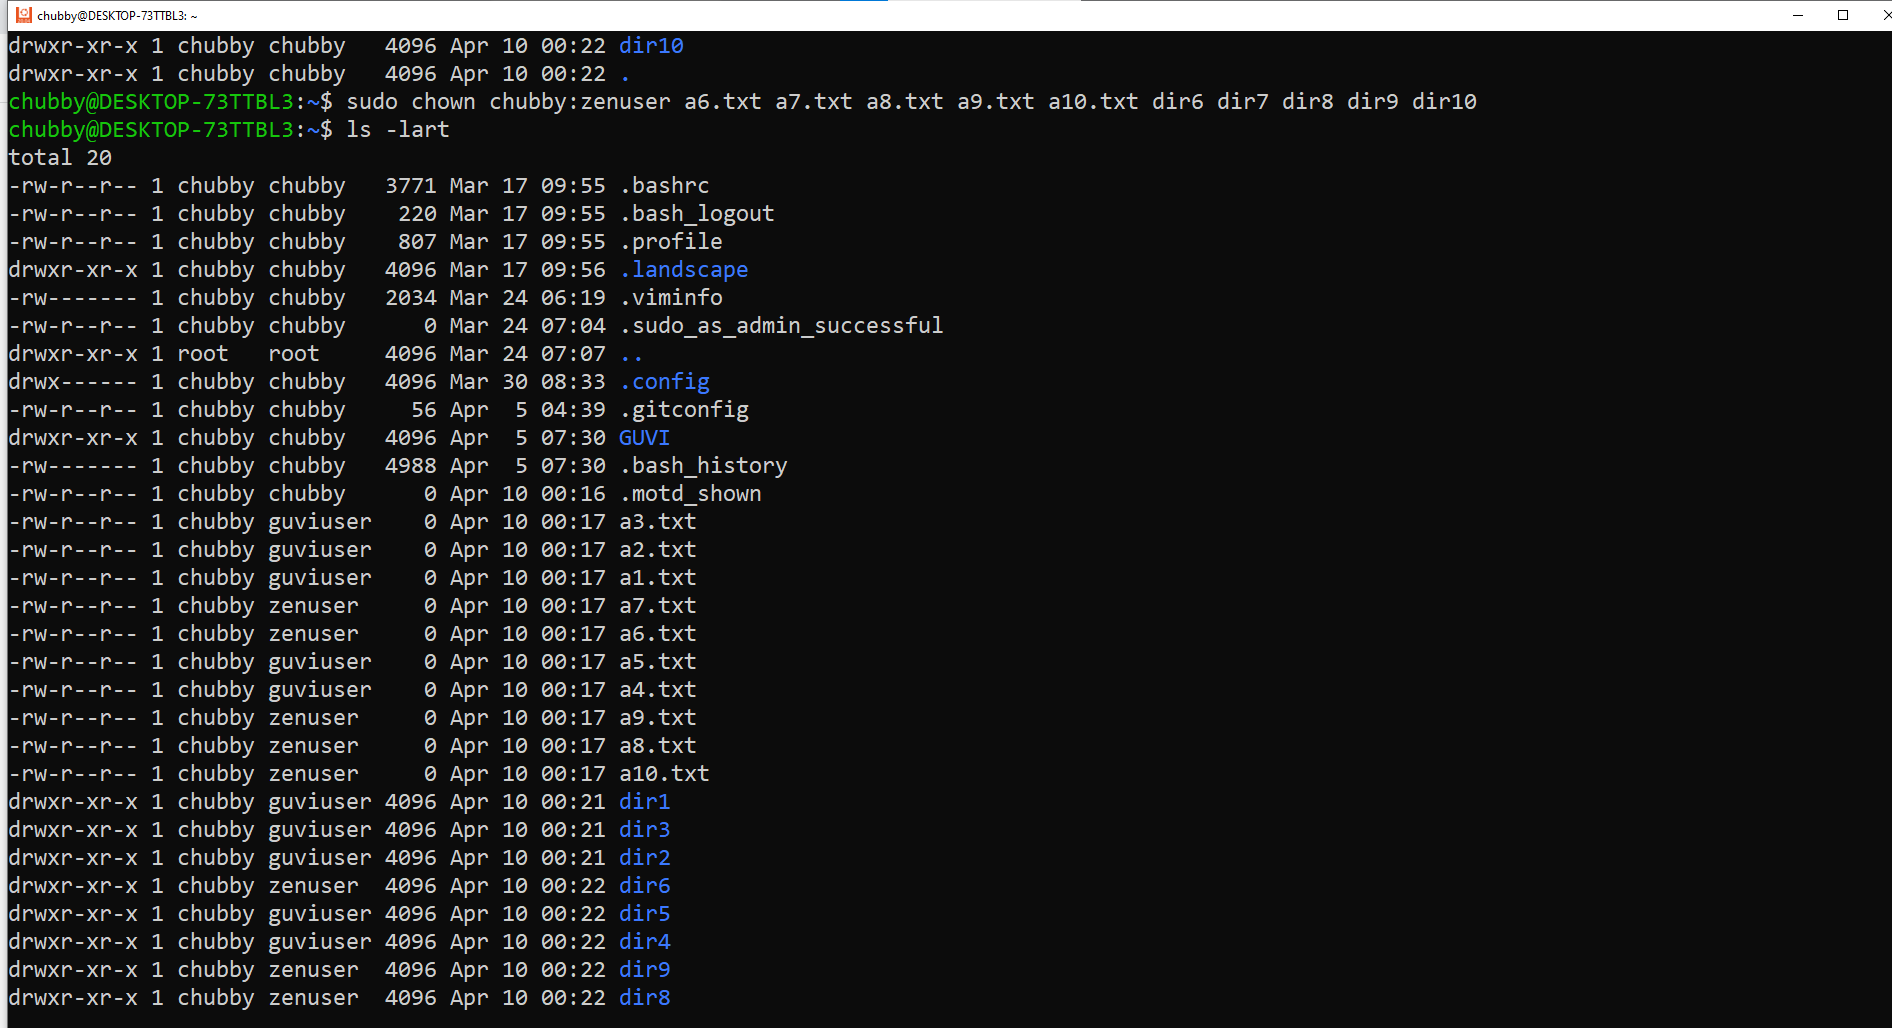 chubby@DESKTOP-73TTBL3: ~
drwxr-xr-x 1 chubby chubby   4096 Apr 10 00:22 dir10
drwxr-xr-x 1 chubby chubby   4096 Apr 10 00:22 .
chubby@DESKTOP-73TTBL3:~$ sudo chown chubby:zenuser a6.txt a7.txt a8.txt a9.txt a10.txt dir6 dir7 dir8 dir9 dir10
chubby@DESKTOP-73TTBL3:~$ ls -lart
total 20
-rw-r--r-- 1 chubby chubby   3771 Mar 17 09:55 .bashrc
-rw-r--r-- 1 chubby chubby    220 Mar 17 09:55 .bash_logout
-rw-r--r-- 1 chubby chubby    807 Mar 17 09:55 .profile
drwxr-xr-x 1 chubby chubby   4096 Mar 17 09:56 .landscape
-rw------- 1 chubby chubby   2034 Mar 24 06:19 .viminfo
-rw-r--r-- 1 chubby chubby      0 Mar 24 07:04 .sudo_as_admin_successful
drwxr-xr-x 1 root   root     4096 Mar 24 07:07 ..
drwx------ 1 chubby chubby   4096 Mar 30 08:33 .config
-rw-r--r-- 1 chubby chubby     56 Apr  5 04:39 .gitconfig
drwxr-xr-x 1 chubby chubby   4096 Apr  5 07:30 GUVI
-rw------- 1 chubby chubby   4988 Apr  5 07:30 .bash_history
-rw-r--r-- 1 chubby chubby      0 Apr 10 00:16 .motd_shown
-rw-r--r-- 1 chubby guviuser    0 Apr 10 00:17 a3.txt
-rw-r--r-- 1 chubby guviuser    0 Apr 10 00:17 a2.txt
-rw-r--r-- 1 chubby guviuser    0 Apr 10 00:17 a1.txt
-rw-r--r-- 1 chubby zenuser     0 Apr 10 00:17 a7.txt
-rw-r--r-- 1 chubby zenuser     0 Apr 10 00:17 a6.txt
-rw-r--r-- 1 chubby guviuser    0 Apr 10 00:17 a5.txt
-rw-r--r-- 1 chubby guviuser    0 Apr 10 00:17 a4.txt
-rw-r--r-- 1 chubby zenuser     0 Apr 10 00:17 a9.txt
-rw-r--r-- 1 chubby zenuser     0 Apr 10 00:17 a8.txt
-rw-r--r-- 1 chubby zenuser     0 Apr 10 00:17 a10.txt
drwxr-xr-x 1 chubby guviuser 4096 Apr 10 00:21 dir1
drwxr-xr-x 1 chubby guviuser 4096 Apr 10 00:21 dir3
drwxr-xr-x 1 chubby guviuser 4096 Apr 10 00:21 dir2
drwxr-xr-x 1 chubby zenuser  4096 Apr 10 00:22 dir6
drwxr-xr-x 1 chubby guviuser 4096 Apr 10 00:22 dir5
drwxr-xr-x 1 chubby guviuser 4096 Apr 10 00:22 dir4
drwxr-xr-x 1 chubby zenuser  4096 Apr 10 00:22 dir9
drwxr-xr-x 1 chubby zenuser  4096 Apr 10 00:22 dir8